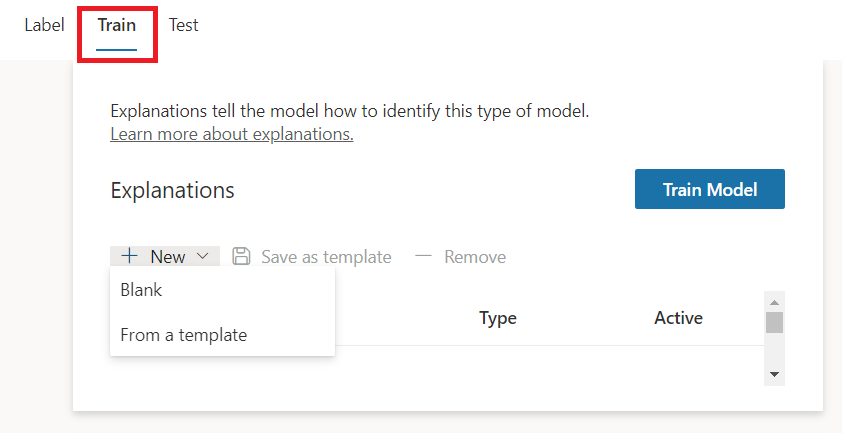 Label Train Test
Explanations tell the model how to identify this type of model.
Learn more about explanations.
Explanations Train Model
New Save as template Remove
Blank
Type Active
From a template